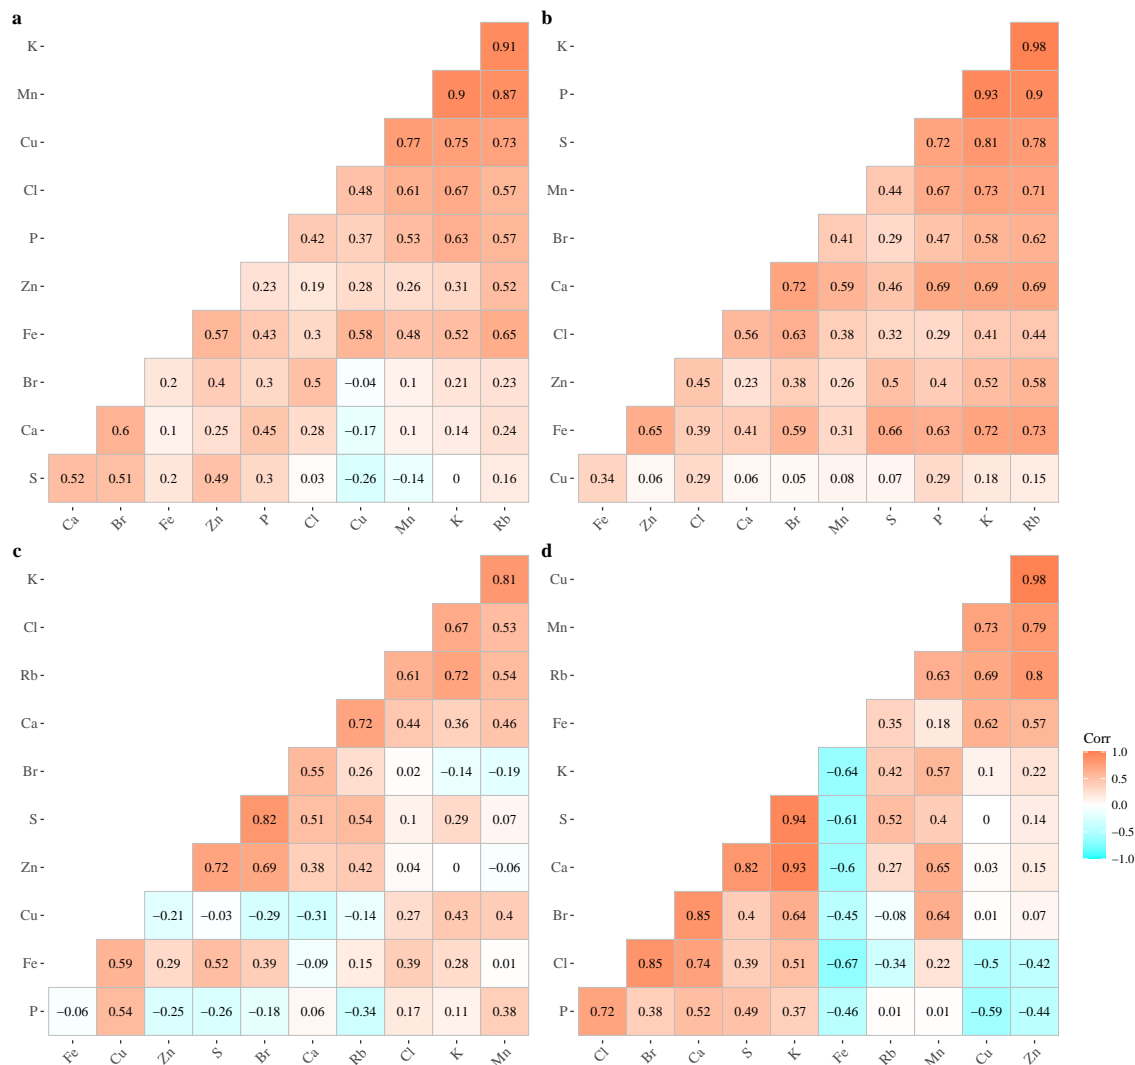 a
K 0.91
Mn 0.9 0.87
Cu 0.77 0.75 0.73
Cl 0.48 0.61 0.67 0.57
P 0.42 0.37 0.53 0.63 0.57
Zn 0.23 0.19 0.28 0.26 0.31 0.52
Fe 0.57 0.43 0.3 0.58 0.48 0.52 0.65
Br 0.2 0.4 0.3 0.5 −0.04 0.1 0.21 0.23
Ca 0.6 0.1 0.25 0.45 0.28 −0.17 0.1 0.14 0.24
S 0.52 0.51 0.2 0.49 0.3 0.03 −0.26 −0.14 0 0.16
Ca Br Fe Zn P Cl Cu Mn K Rb
b
K 0.98
P 0.93 0.9
S 0.72 0.81 0.78
Mn 0.44 0.67 0.73 0.71
Br 0.41 0.29 0.47 0.58 0.62
Ca 0.72 0.59 0.46 0.69 0.69 0.69
Cl 0.56 0.63 0.38 0.32 0.29 0.41 0.44
Zn 0.45 0.23 0.38 0.26 0.5 0.4 0.52 0.58
Fe 0.65 0.39 0.41 0.59 0.31 0.66 0.63 0.72 0.73
Cu 0.34 0.06 0.29 0.06 0.05 0.08 0.07 0.29 0.18 0.15
Fe Zn Cl Ca Br Mn S P K Rb
c
K 0.81
Cl 0.67 0.53
Rb 0.61 0.72 0.54
Ca 0.72 0.44 0.36 0.46
Br 0.55 0.26 0.02 −0.14 −0.19
S 0.82 0.51 0.54 0.1 0.29 0.07
Zn 0.72 0.69 0.38 0.42 0.04 0 −0.06
Cu −0.21 −0.03 −0.29 −0.31 −0.14 0.27 0.43 0.4
Fe 0.59 0.29 0.52 0.39 −0.09 0.15 0.39 0.28 0.01
P −0.06 0.54 −0.25 −0.26 −0.18 0.06 −0.34 0.17 0.11 0.38
Fe Cu Zn S Br Ca Rb Cl K Mn
d
Cu 0.98
Mn 0.73 0.79
Rb 0.63 0.69 0.8
Fe 0.35 0.18 0.62 0.57
K −0.64 0.42 0.57 0.1 0.22
S 0.94 −0.61 0.52 0.4 0 0.14
Ca 0.82 0.93 −0.6 0.27 0.65 0.03 0.15
Br 0.85 0.4 0.64 −0.45 −0.08 0.64 0.01 0.07
Cl 0.85 0.74 0.39 0.51 −0.67 −0.34 0.22 −0.5 −0.42
P 0.72 0.38 0.52 0.49 0.37 −0.46 0.01 0.01 −0.59 −0.44
Cl Br Ca S K Fe Rb Mn Cu Zn
Corr
1.0
0.5
0.0
−0.5
−1.0